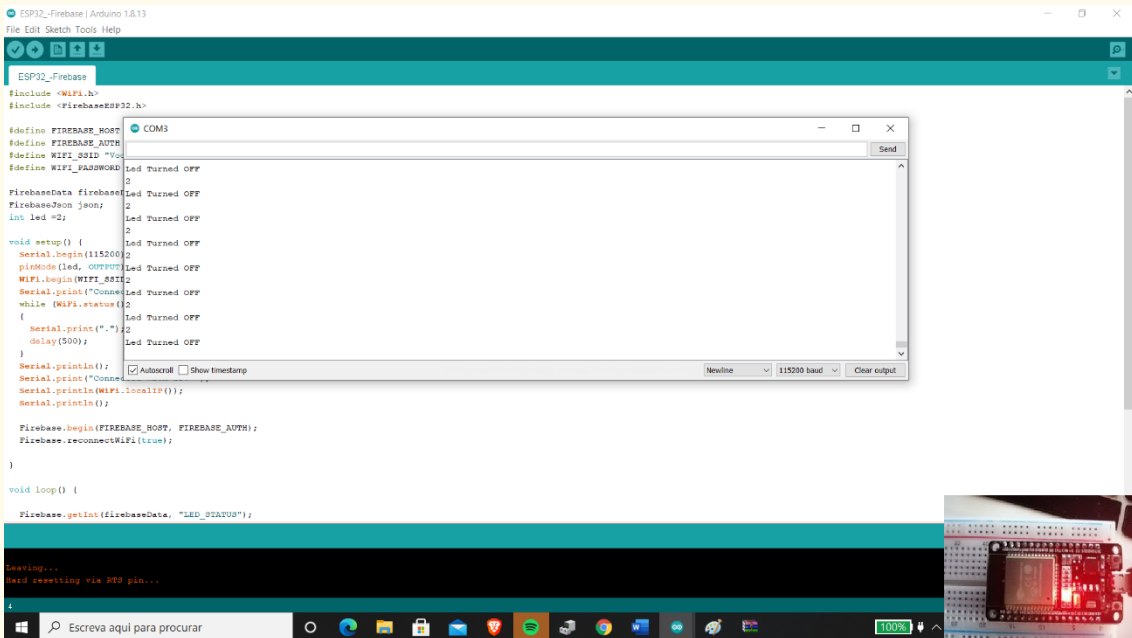 ESP32_-Firebase | Arduino 1.8.13
File Edit Sketch Tools Help
ESP32_-Firebase
#include <WiFi.h>
#include <FirebaseESP32.h>
#define FIREBASE_HOST
#define FIREBASE_AUTH
#define WIFI_SSID "Vod
#define WIFI_PASSWORD
FirebaseData firebaseD
FirebaseJson json;
int led =2;
void setup() {
Serial.begin(115200)
pinMode(led, OUTPUT)
WiFi.begin(WIFI_SSID
Serial.print("Connec
while (WiFi.status()
{
Serial.print(".");
delay(500);
}
Serial.println();
Serial.print("Connec
Serial.println(WiFi.localIP());
Serial.println();
Firebase.begin(FIREBASE_HOST, FIREBASE_AUTH);
Firebase.reconnectWiFi(true);
}
void loop() {
Firebase.getInt(firebaseData, "LED_STATUS");
COM3
Send
Led Turned OFF
2
Led Turned OFF
2
Led Turned OFF
2
Led Turned OFF
2
Led Turned OFF
2
Led Turned OFF
2
Led Turned OFF
2
Led Turned OFF
Autoscroll Show timestamp Newline 115200 baud Clear output
Leaving...
Hard resetting via RTS pin...
4
Escreva aqui para procurar
100%